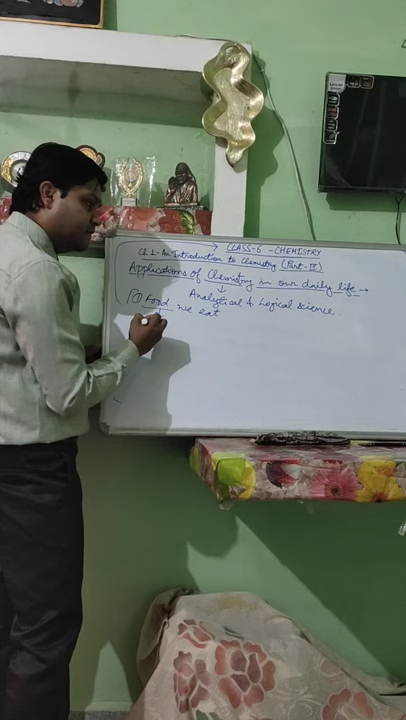 CLASS-6 - CHEMISTRY
Ch. 1 - An Introduction to Chemistry (Part-IV)
Applications of Chemistry in our daily life →
Analytical & Logical Science
① Food we eat